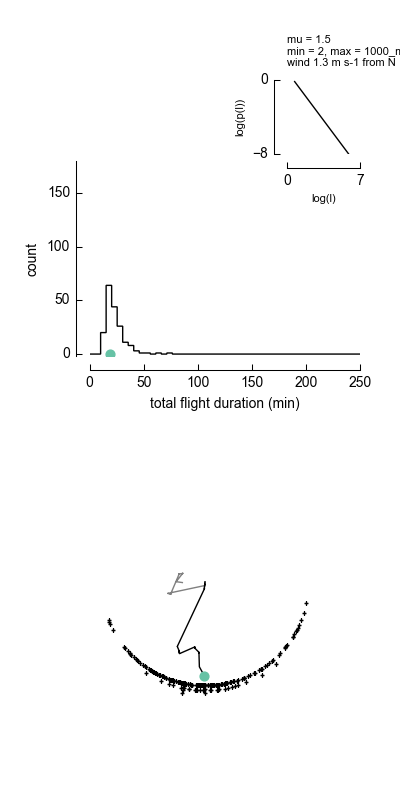 mu = 1.5
min = 2, max = 1000_m
wind 1.3 m s-1 from N
0
log(p(l))
−8
0
7
log(l)
150
100
50
0
count
0
50
100
150
200
250
total flight duration (min)